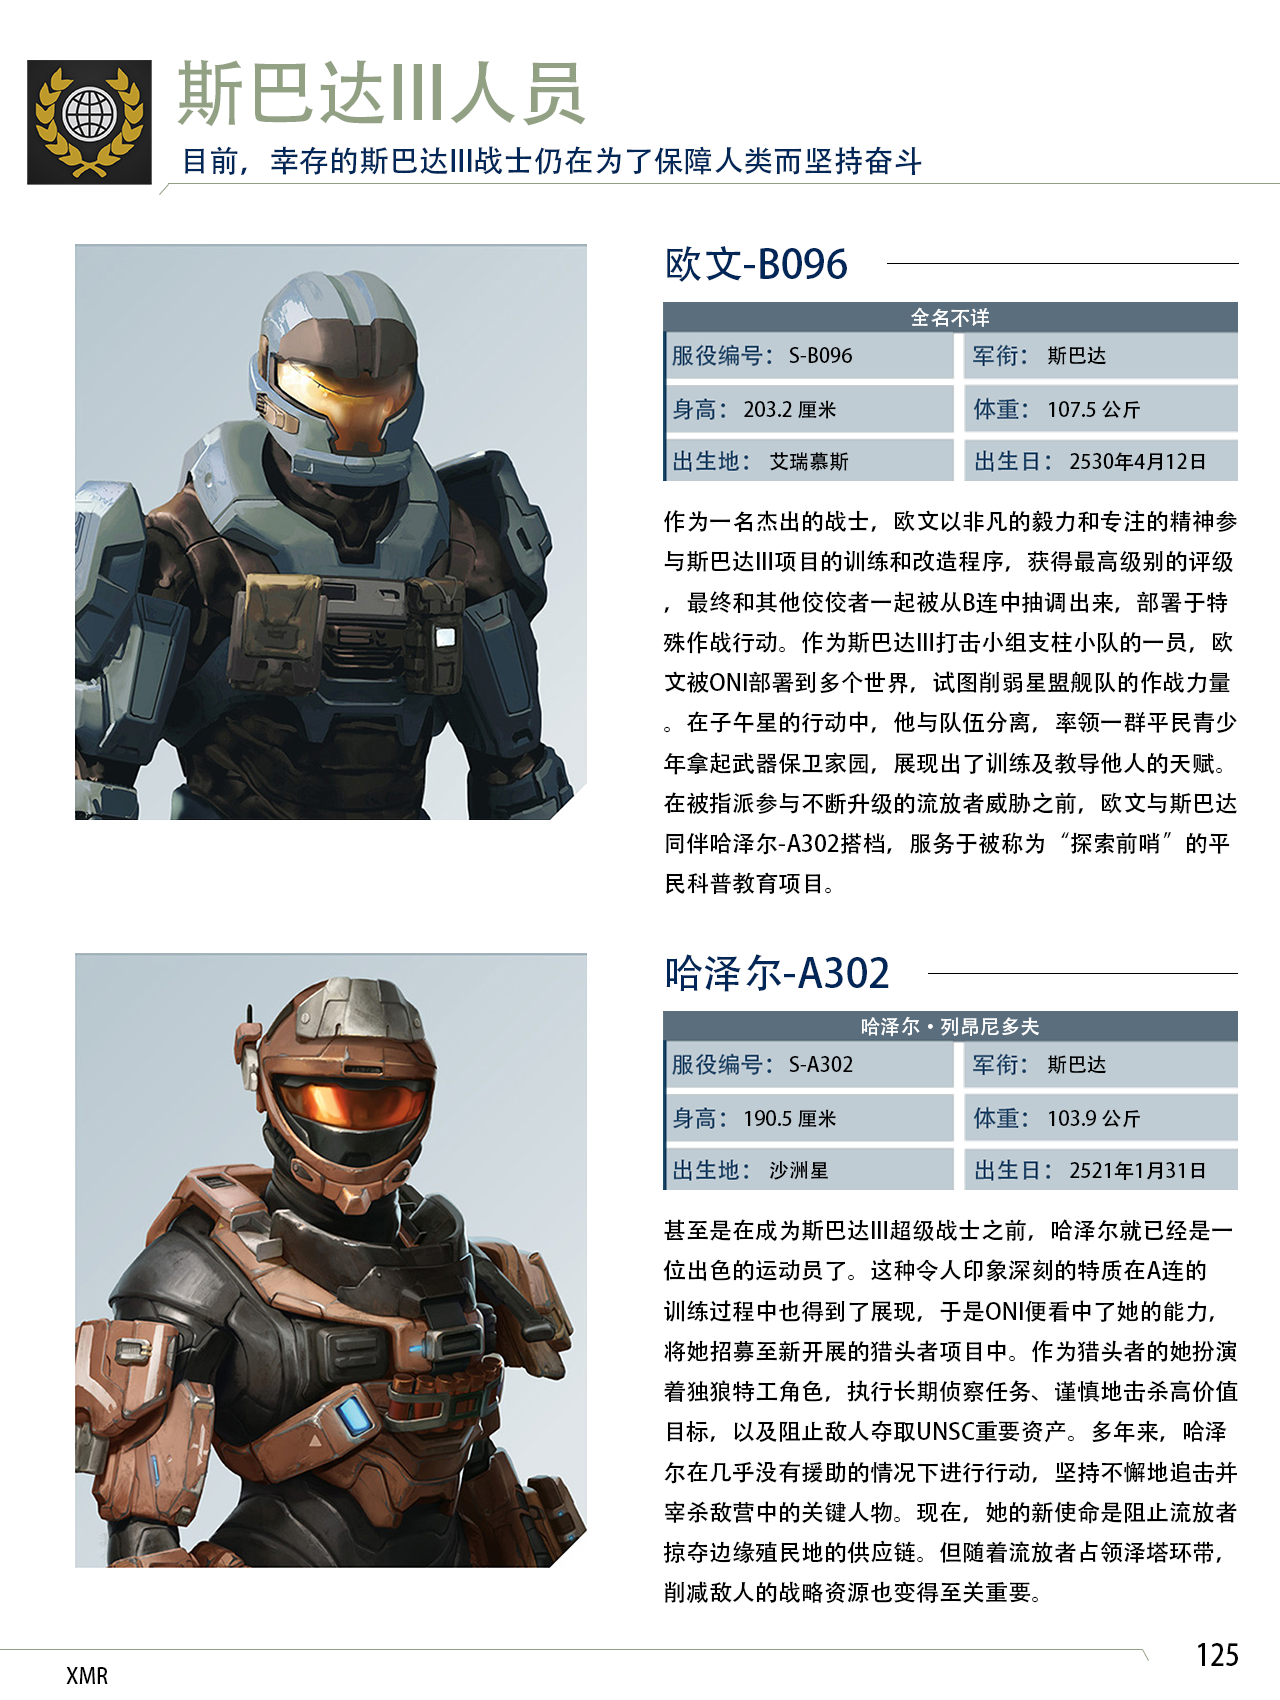 斯巴达III人员
目前，幸存的斯巴达III战士仍在为了保障人类而坚持奋斗
欧文-B096
全名不详
服役编号： S-B096 军衔： 斯巴达
身高： 203.2 厘米 体重： 107.5 公斤
出生地： 艾瑞慕斯 出生日： 2530年4月12日
作为一名杰出的战士，欧文以非凡的毅力和专注的精神参
与斯巴达III项目的训练和改造程序，获得最高级别的评级
，最终和其他佼佼者一起被从B连中抽调出来，部署于特
殊作战行动。作为斯巴达III打击小组支柱小队的一员，欧
文被ONI部署到多个世界，试图削弱星盟舰队的作战力量
。在子午星的行动中，他与队伍分离，率领一群平民青少
年拿起武器保卫家园，展现出了训练及教导他人的天赋。
在被指派参与不断升级的流放者威胁之前，欧文与斯巴达
同伴哈泽尔-A302搭档，服务于被称为“探索前哨”的平
民科普教育项目。
哈泽尔-A302
哈泽尔·列昂尼多夫
服役编号： S-A302 军衔： 斯巴达
身高： 190.5 厘米 体重： 103.9 公斤
出生地： 沙洲星 出生日： 2521年1月31日
甚至是在成为斯巴达III超级战士之前，哈泽尔就已经是一
位出色的运动员了。这种令人印象深刻的特质在A连的
训练过程中也得到了展现，于是ONI便看中了她的能力，
将她招募至新开展的猎头者项目中。作为猎头者的她扮演
着独狼特工角色，执行长期侦察任务、谨慎地击杀高价值
目标，以及阻止敌人夺取UNSC重要资产。多年来，哈泽
尔在几乎没有援助的情况下进行行动，坚持不懈地追击并
宰杀敌营中的关键人物。现在，她的新使命是阻止流放者
掠夺边缘殖民地的供应链。但随着流放者占领泽塔环带，
削减敌人的战略资源也变得至关重要。
125
XMR